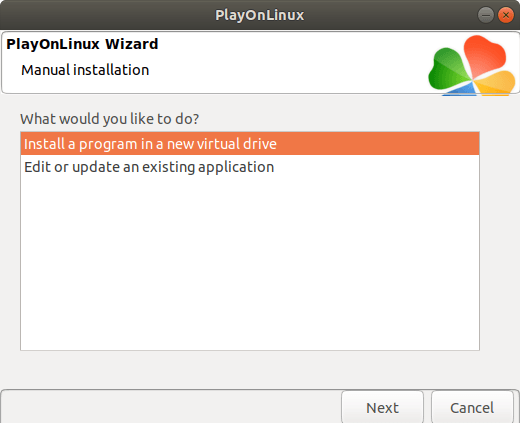 PlayOnLinux
PlayOnLinux Wizard
Manual installation
What would you like to do?
Install a program in a new virtual drive
Edit or update an existing application
Next
Cancel